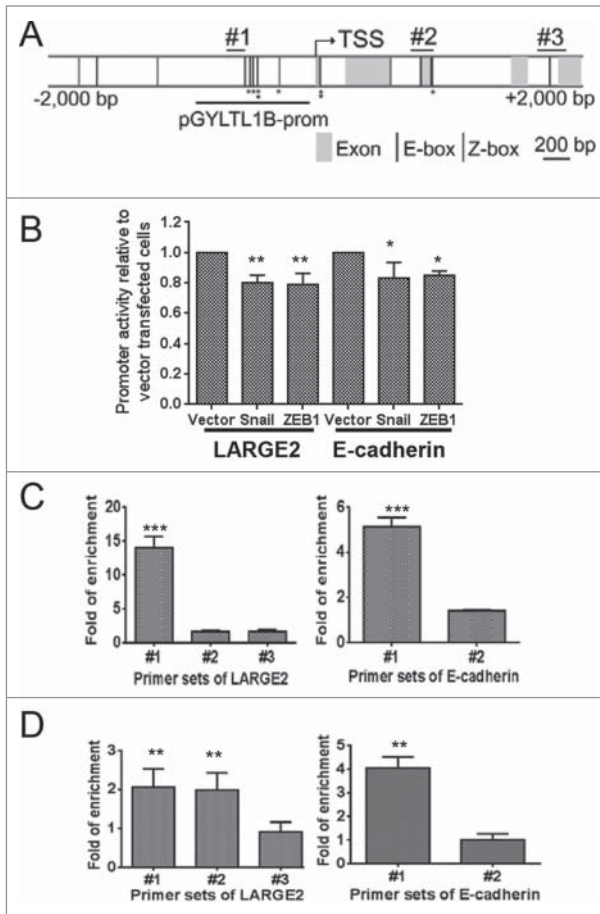 A
#1 TSS #2 #3
-2,000 bp +2,000 bp
pGYLTL1B-prom
Exon E-box Z-box 200 bp
B
Promoter activity relative to
vector transfected cells
1.2
1.0
0.8
0.6
0.4
0.2
0.0
** ** * *
Vector Snail ZEB1 Vector Snail ZEB1
LARGE2 E-cadherin
C
Fold of enrichment
20
15
10
5
0
***
#1 #2 #3
Primer sets of LARGE2
Fold of enrichment
6
4
2
0
***
#1 #2
Primer sets of E-cadherin
D
Fold of enrichment
3
2
1
0
** **
#1 #2 #3
Primer sets of LARGE2
Fold of enrichment
5
4
3
2
1
0
**
#1 #2
Primer sets of E-cadherin